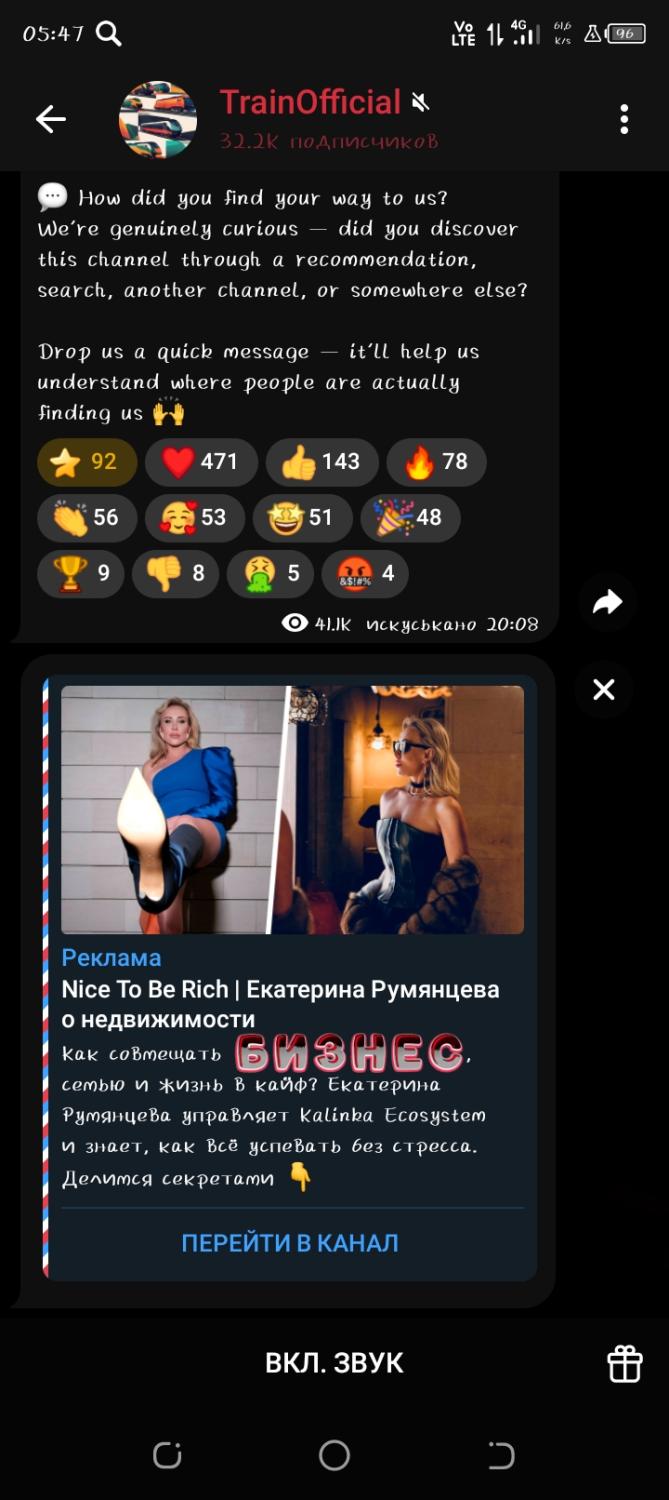 05:47
Vo
LTE
4G
61,6
K/s
96
TrainOfficial
32.2K подписчиков
💬 How did you find your way to us?
We're genuinely curious — did you discover
this channel through a recommendation,
search, another channel, or somewhere else?
Drop us a quick message — it'll help us
understand where people are actually
finding us 🙌
⭐ 92 ❤️ 471 👍 143 🔥 78
👏 56 🥰 53 🤩 51 🎉 48
🏆 9 👎 8 🤮 5 🤬 4
41.1K искуськано 20:08
Реклама
Nice To Be Rich | Екатерина Румянцева
о недвижимости
Как совмещать БИЗНЕС,
семью и жизнь в кайф? Екатерина
Румянцева управляет Kalinka Ecosystem
и знает, как всё успевать без стресса.
Делимся секретами 👇
ПЕРЕЙТИ В КАНАЛ
ВКЛ. ЗВУК